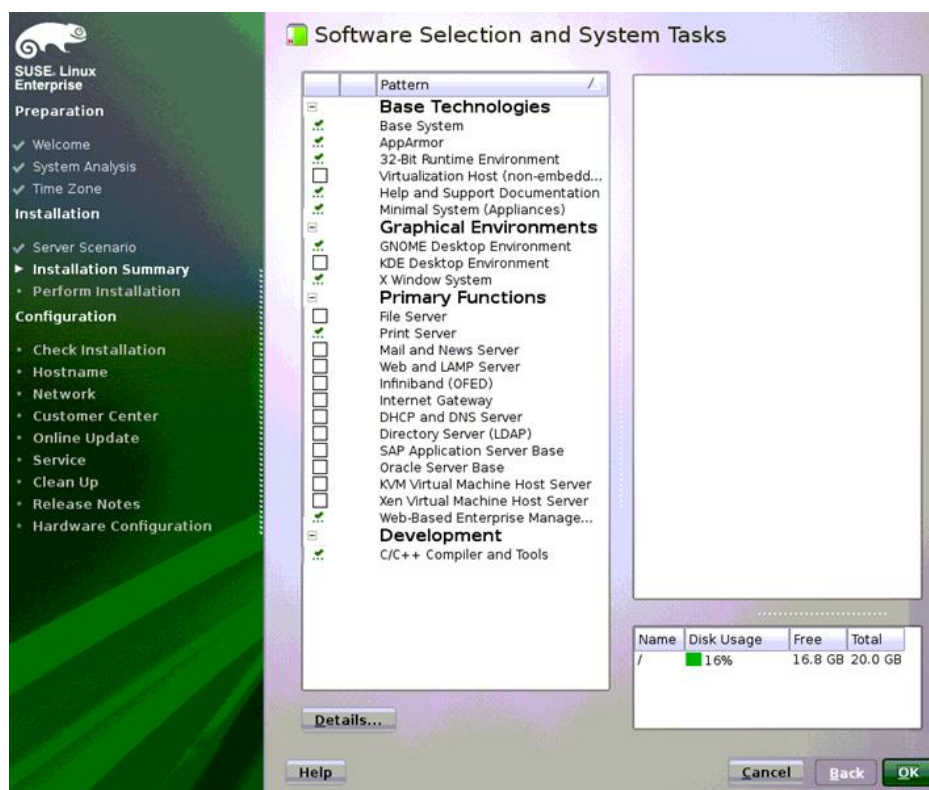 SUSE. Linux
Enterprise
Preparation
Welcome
System Analysis
Time Zone
Installation
Server Scenario
Installation Summary
Perform Installation
Configuration
Check Installation
Hostname
Network
Customer Center
Online Update
Service
Clean Up
Release Notes
Hardware Configuration
Software Selection and System Tasks
Pattern
Base Technologies
Base System
AppArmor
32-Bit Runtime Environment
Virtualization Host (non-embedd...
Help and Support Documentation
Minimal System (Appliances)
Graphical Environments
GNOME Desktop Environment
KDE Desktop Environment
X Window System
Primary Functions
File Server
Print Server
Mail and News Server
Web and LAMP Server
Infiniband (OFED)
Internet Gateway
DHCP and DNS Server
Directory Server (LDAP)
SAP Application Server Base
Oracle Server Base
KVM Virtual Machine Host Server
Xen Virtual Machine Host Server
Web-Based Enterprise Manage...
Development
C/C++ Compiler and Tools
Name Disk Usage Free Total
/ 16% 16.8 GB 20.0 GB
Details...
Help Cancel Back OK